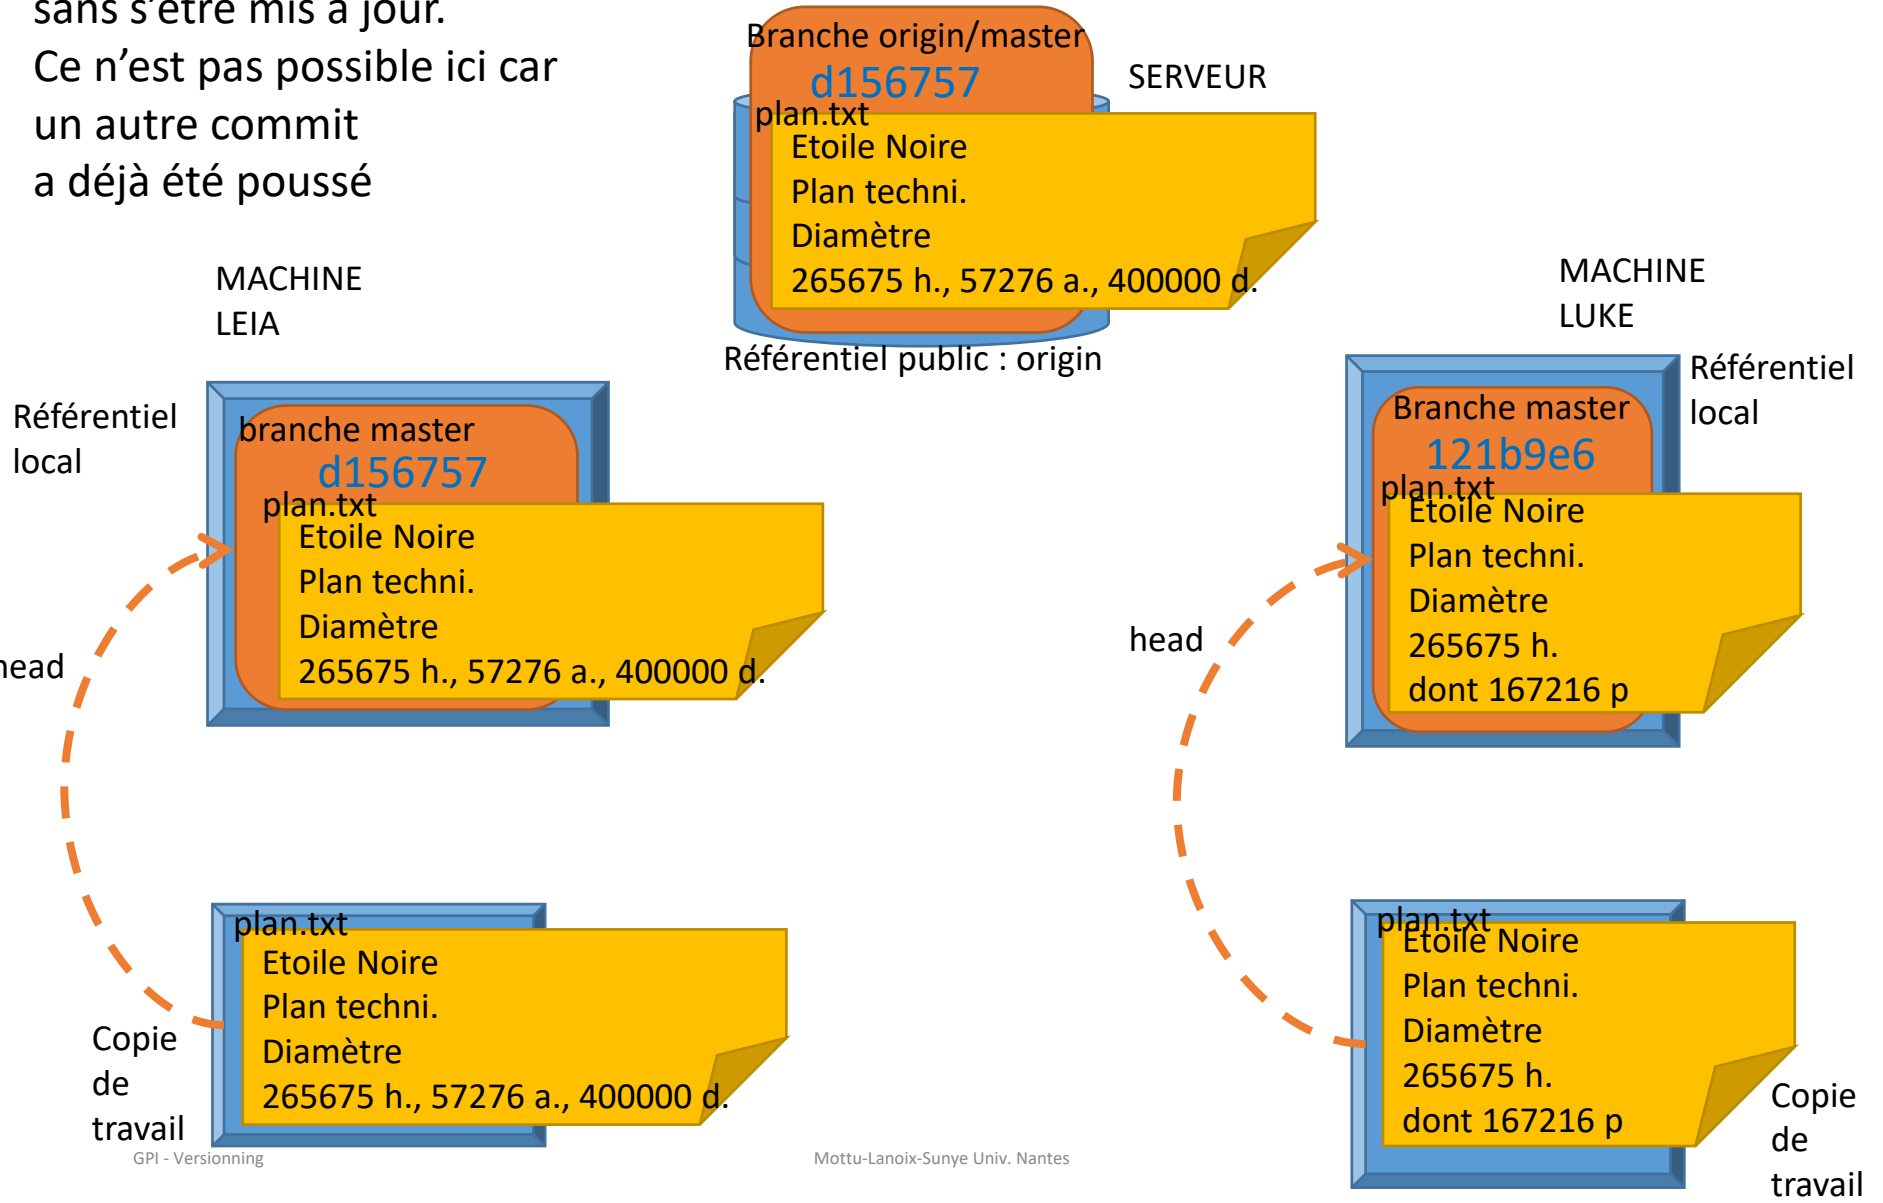 sans s'être mis à jour.
Ce n'est pas possible ici car
un autre commit
a déjà été poussé
Branche origin/master
d156757
plan.txt
Etoile Noire
Plan techni.
Diamètre
265675 h., 57276 a., 400000 d.
SERVEUR
Référentiel public : origin
MACHINE
LEIA
Référentiel
local
branche master
d156757
plan.txt
Etoile Noire
Plan techni.
Diamètre
265675 h., 57276 a., 400000 d.
head
plan.txt
Etoile Noire
Plan techni.
Diamètre
265675 h., 57276 a., 400000 d.
Copie
de
travail
MACHINE
LUKE
Référentiel
local
Branche master
121b9e6
plan.txt
Etoile Noire
Plan techni.
Diamètre
265675 h.
dont 167216 p
head
plan.txt
Etoile Noire
Plan techni.
Diamètre
265675 h.
dont 167216 p
Copie
de
travail
GPI - Versionning
Mottu-Lanoix-Sunye Univ. Nantes